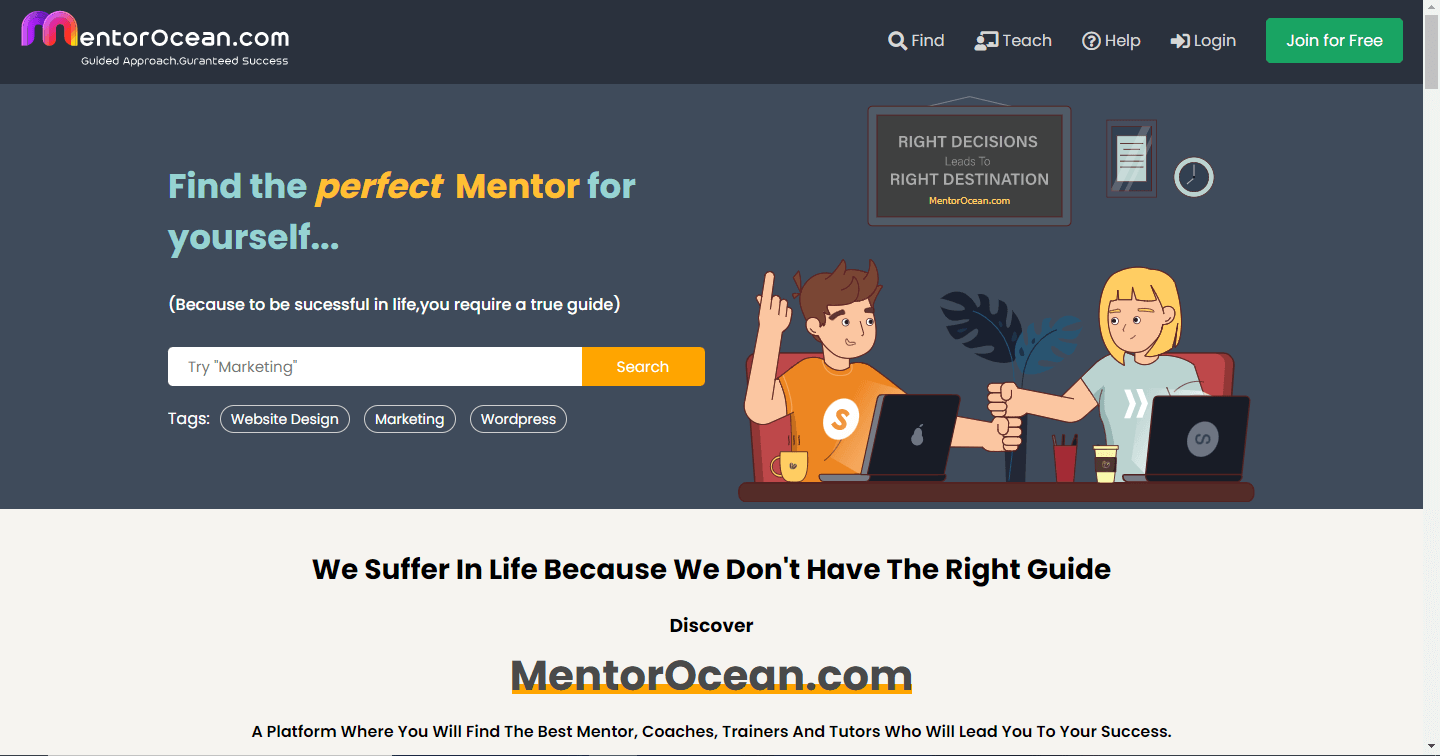 mentorOcean.com
Guided Approach.Guranteed Success
Find
Teach
Help
Login
Join for Free
RIGHT DECISIONS
Leads To
RIGHT DESTINATION
MentorOcean.com
Find the perfect Mentor for
yourself...
(Because to be sucessful in life,you require a true guide)
Try "Marketing"
Search
Tags: Website Design Marketing Wordpress
We Suffer In Life Because We Don't Have The Right Guide
Discover
MentorOcean.com
A Platform Where You Will Find The Best Mentor, Coaches, Trainers And Tutors Who Will Lead You To Your Success.